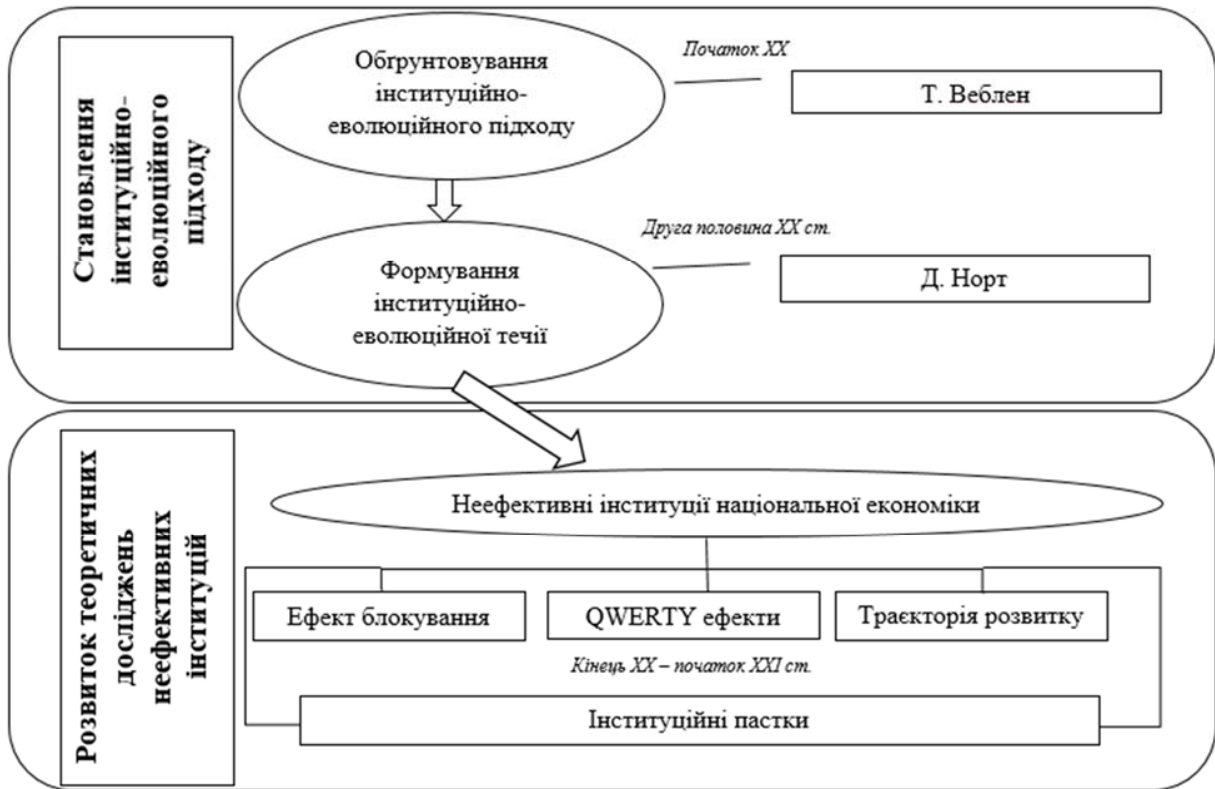 Становлення
інституційно-
еволюційного
підходу
Обґрунтовування
інституційно-
еволюційного підходу
Початок ХХ
Т. Веблен
Формування
інституційно-
еволюційної течії
Друга половина ХХ ст.
Д. Норт
Розвиток теоретичних
досліджень
неефективних
інституцій
Неефективні інституції національної економіки
Ефект блокування
QWERTY ефекти
Траєкторія розвитку
Кінець ХХ – початок ХХІ ст.
Інституційні пастки